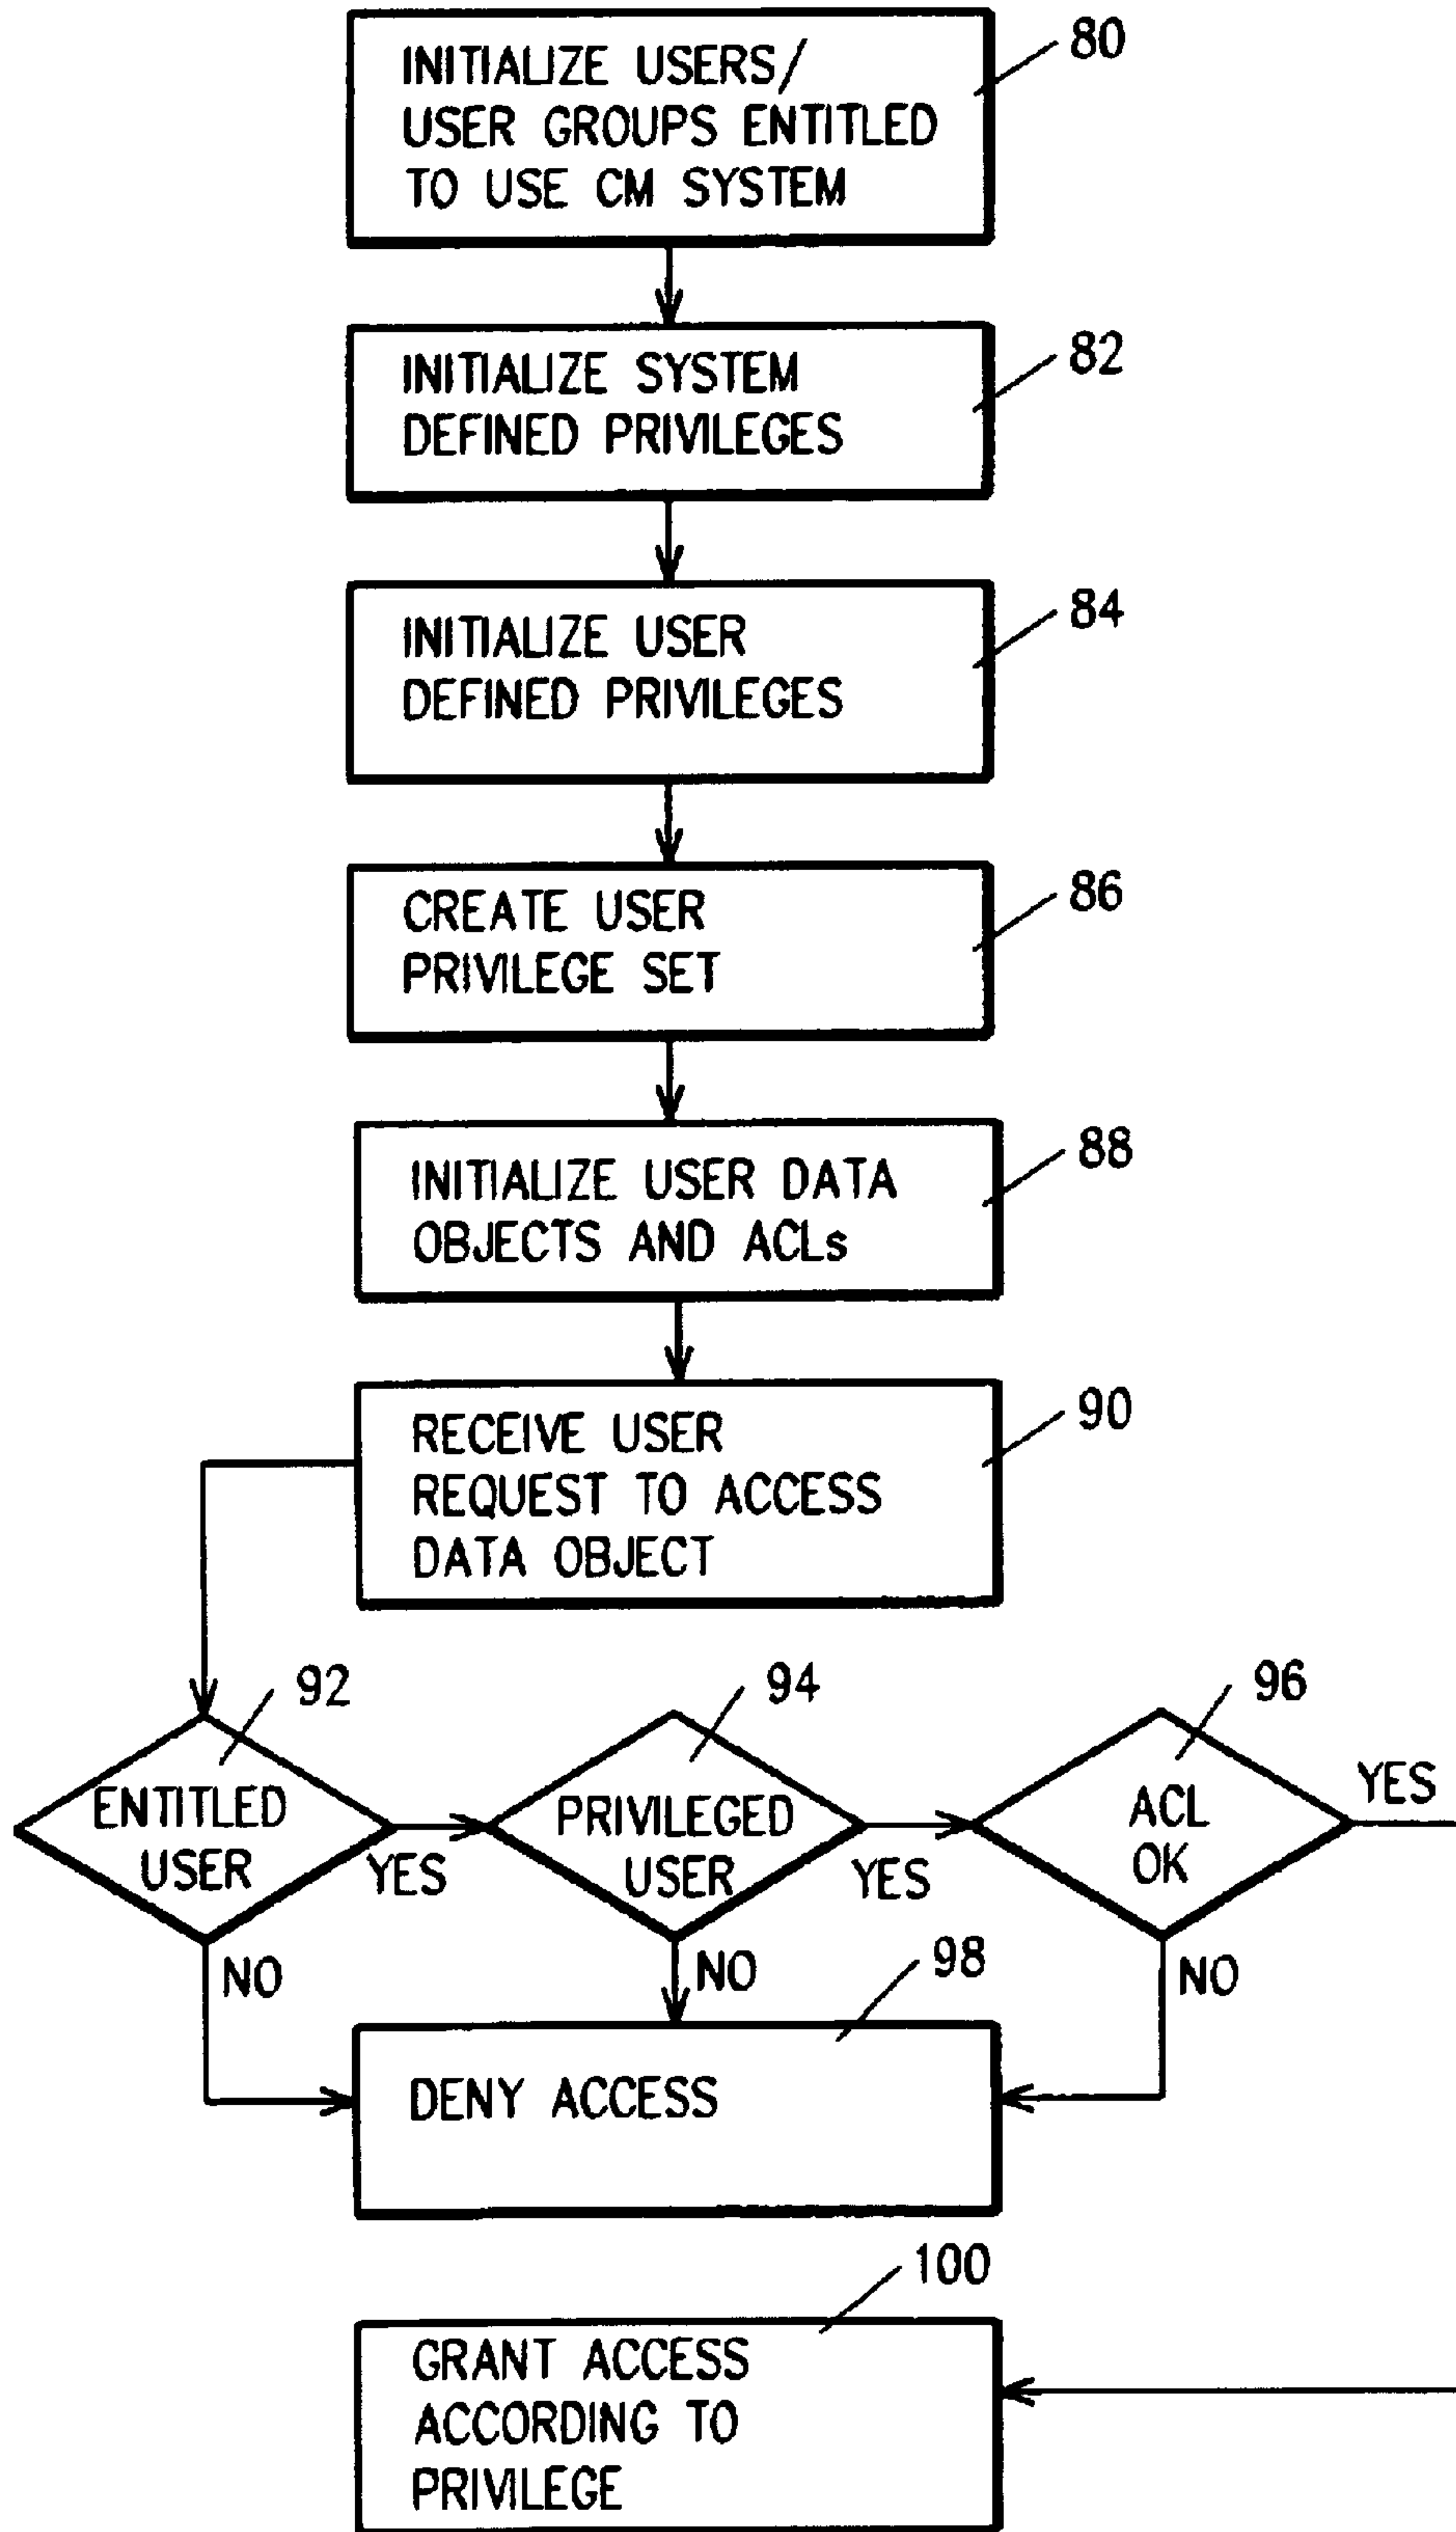 INITIALIZE USERS/
USER GROUPS ENTITLED
TO USE CM SYSTEM
80
INITIALIZE SYSTEM
DEFINED PRIVILEGES
82
INITIALIZE USER
DEFINED PRIVILEGES
84
CREATE USER
PRIVILEGE SET
86
INITIALIZE USER DATA
OBJECTS AND ACLs
88
RECEIVE USER
REQUEST TO ACCESS
DATA OBJECT
90
92
ENTITLED
USER
YES
NO
94
PRIVILEGED
USER
YES
NO
96
ACL
OK
YES
NO
98
DENY ACCESS
100
GRANT ACCESS
ACCORDING TO
PRIVILEGE